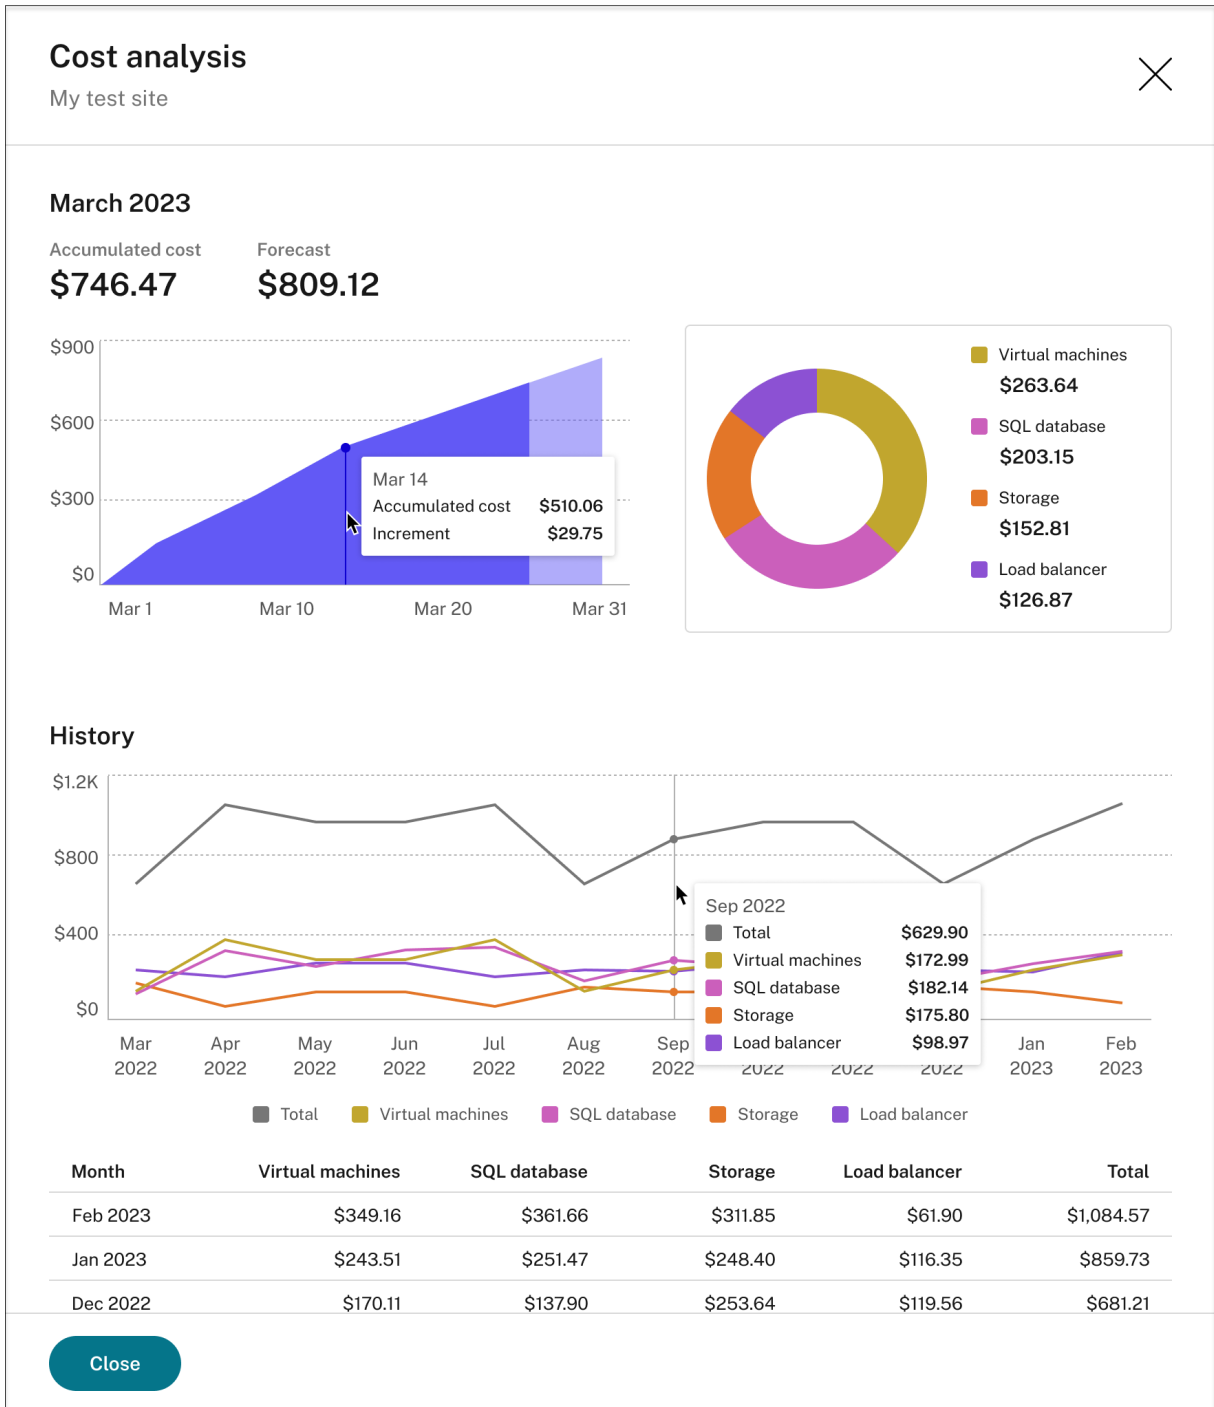 Cost analysis
My test site
March 2023
Accumulated cost Forecast
$746.47 $809.12
$900
$600
$300
$0
Mar 1 Mar 10 Mar 20 Mar 31
Mar 14
Accumulated cost $510.06
Increment $29.75
Virtual machines
$263.64
SQL database
$203.15
Storage
$152.81
Load balancer
$126.87
History
$1.2K
$800
$400
$0
Sep 2022
Total $629.90
Virtual machines $172.99
SQL database $182.14
Storage $175.80
Load balancer $98.97
Mar Apr May Jun Jul Aug Sep Jan Feb
2022 2022 2022 2022 2022 2022 2022 2022 2022 2022 2023 2023
Total Virtual machines SQL database Storage Load balancer
Month Virtual machines SQL database Storage Load balancer Total
Feb 2023 $349.16 $361.66 $311.85 $61.90 $1,084.57
Jan 2023 $243.51 $251.47 $248.40 $116.35 $859.73
Dec 2022 $170.11 $137.90 $253.64 $119.56 $681.21
Close